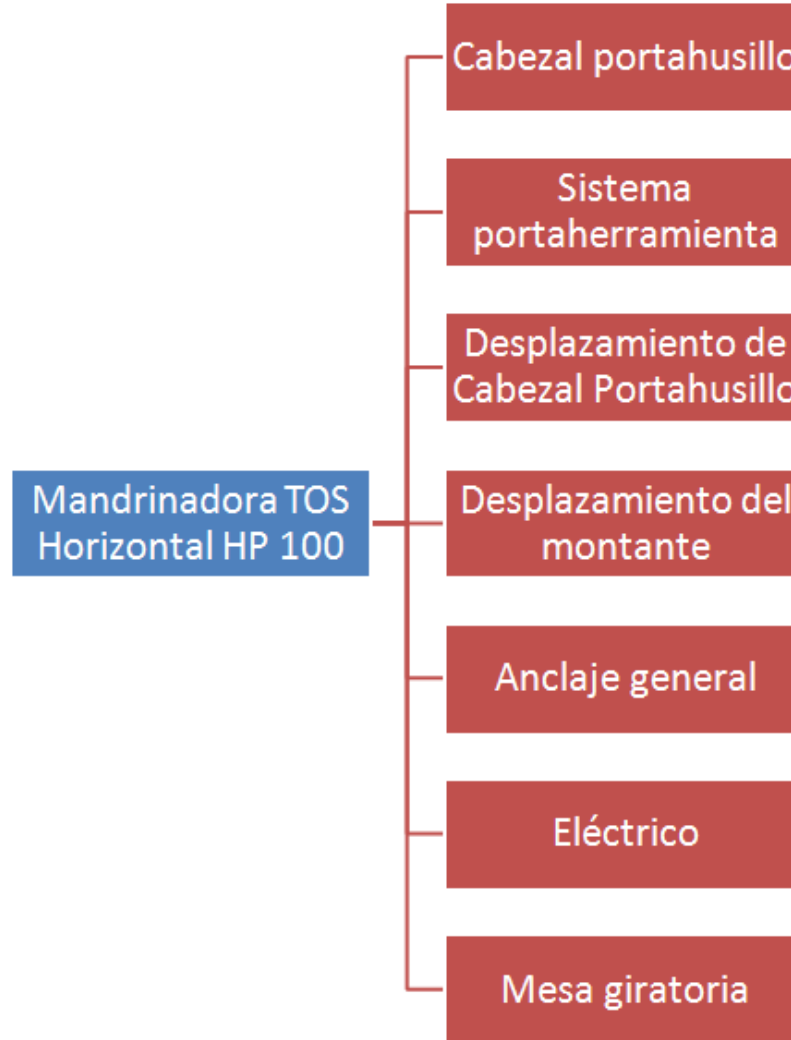 Cabezal portahusillo
Sistema
portaherramienta
Desplazamiento de
Cabezal Portahusillo
Mandrinadora TOS
Horizontal HP 100
Desplazamiento del
montante
Anclaje general
Eléctrico
Mesa giratoria